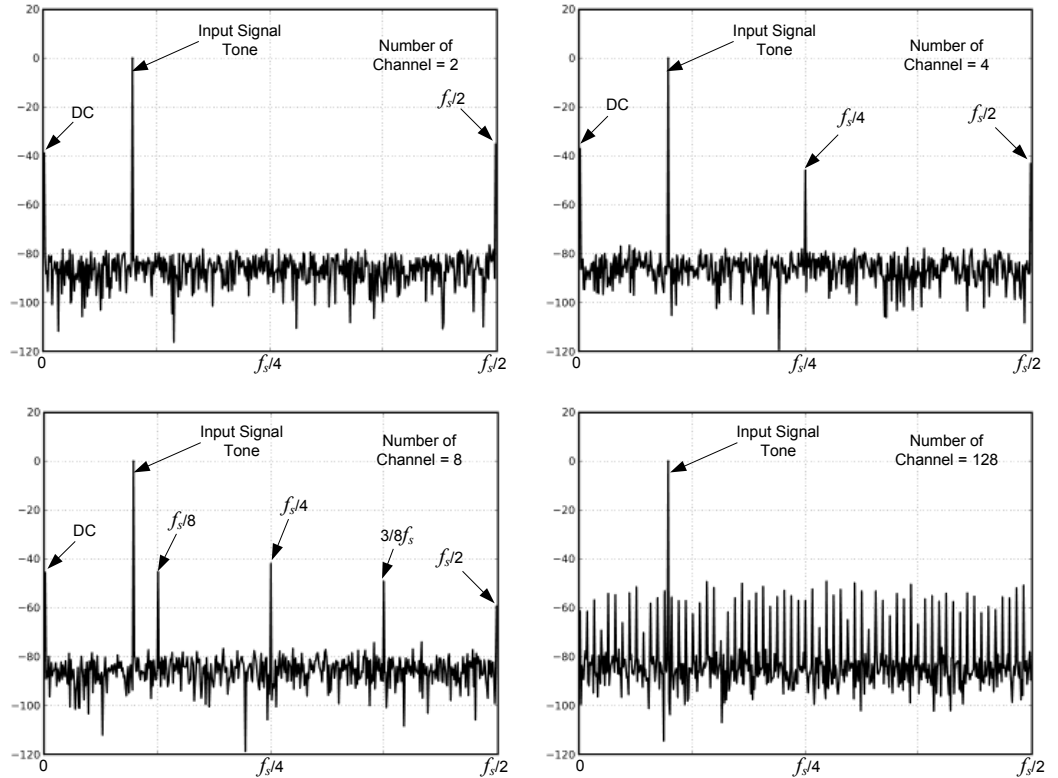 20
0
−20
−40
−60
−80
−100
−120
0
fs/4
fs/2
DC
Input Signal
Tone
Number of
Channel = 2
fs/2
20
0
−20
−40
−60
−80
−100
−120
0
fs/4
fs/2
DC
Input Signal
Tone
Number of
Channel = 4
fs/4
fs/2
20
0
−20
−40
−60
−80
−100
−120
0
fs/4
fs/2
DC
Input Signal
Tone
Number of
Channel = 8
fs/8
fs/4
3/8fs
fs/2
20
0
−20
−40
−60
−80
−100
−120
0
fs/4
fs/2
Input Signal
Tone
Number of
Channel = 128